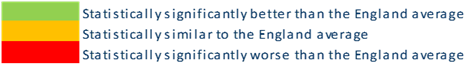 Statistically significantly better than the England average
Statistically similar to the England average
Statistically significantly worse than the England average